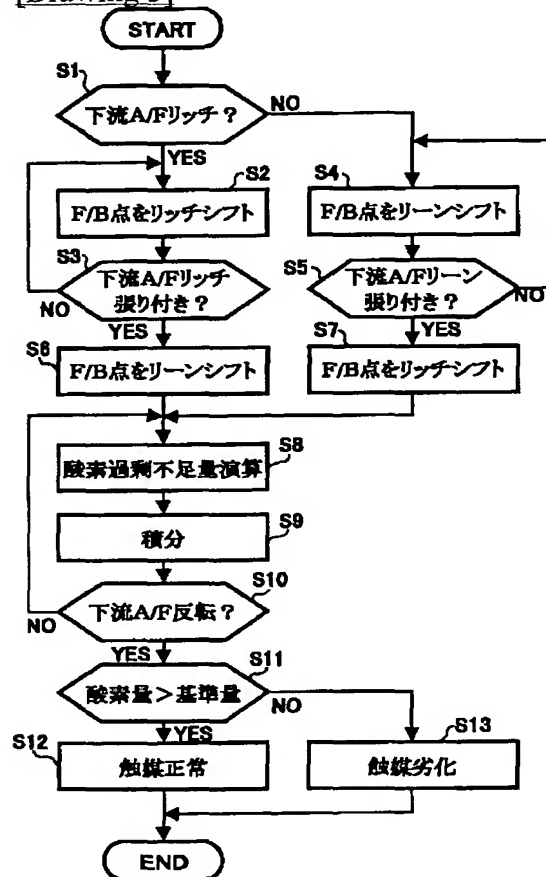 START
S1
下流A/Fリッチ?
NO
YES
S2
F/B点をリッチシフト
S4
F/B点をリーンシフト
S3
下流A/Fリッチ
張り付き?
NO
YES
S5
下流A/Fリーン
張り付き?
NO
YES
S6
F/B点をリーンシフト
S7
F/B点をリッチシフト
S8
酸素過剰不足量演算
S9
積分
S10
下流A/F反転?
NO
YES
S11
酸素量>基準量
NO
YES
S12
触媒正常
S13
触媒劣化
END